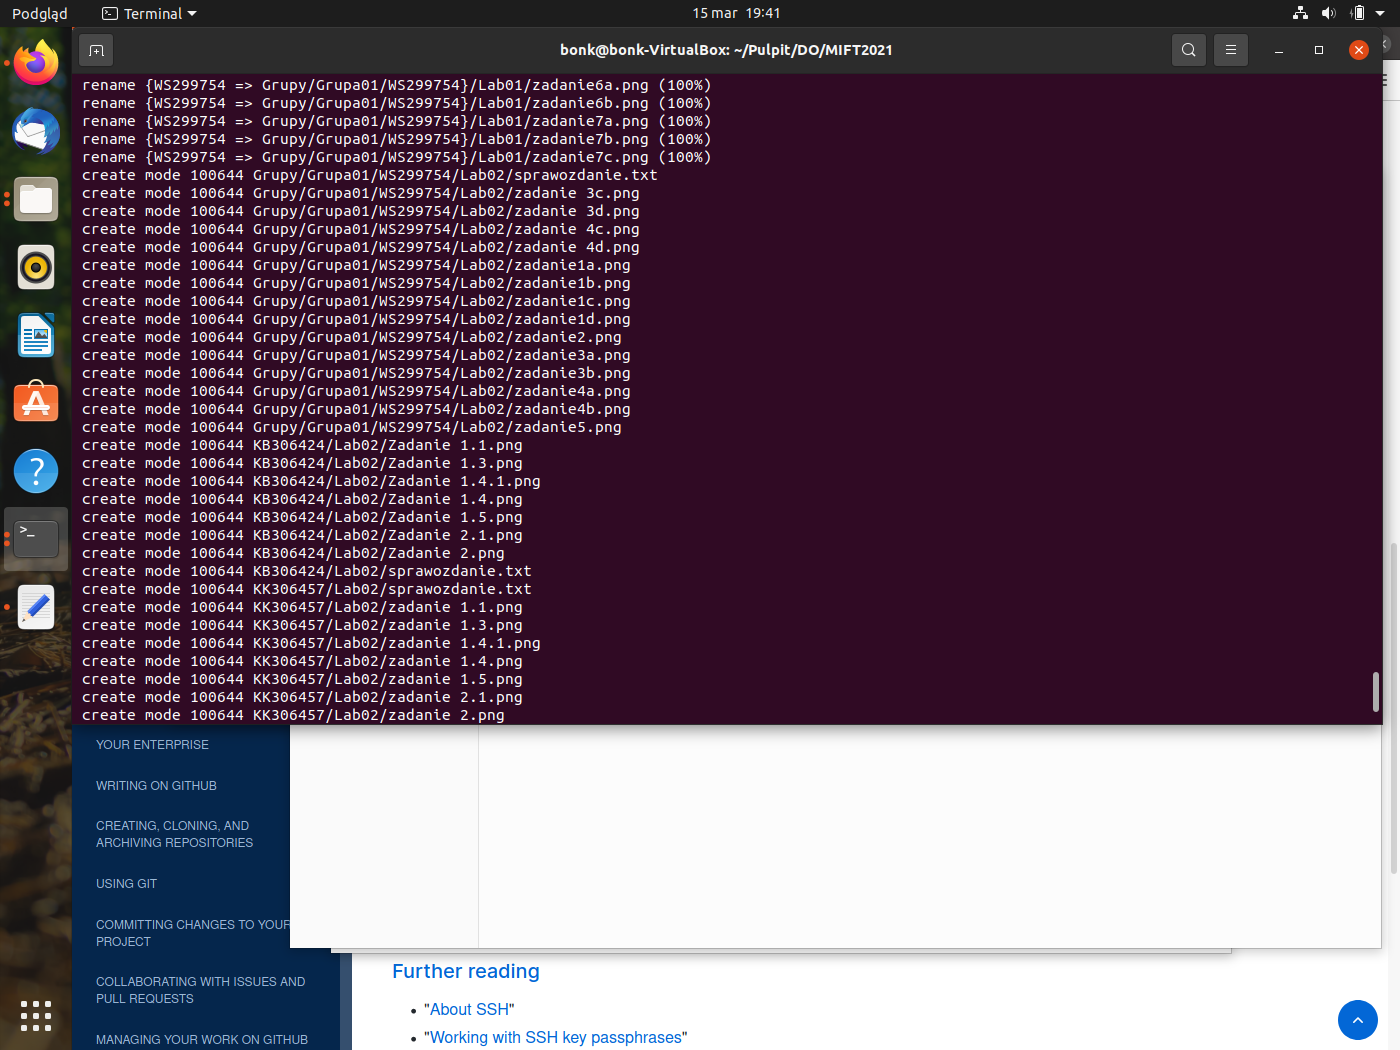 Podgląd
Terminal
15 mar 19:41
bonk@bonk-VirtualBox: ~/Pulpit/DO/MIFT2021
rename {WS299754 => Grupy/Grupa01/WS299754}/Lab01/zadanie6a.png (100%)
rename {WS299754 => Grupy/Grupa01/WS299754}/Lab01/zadanie6b.png (100%)
rename {WS299754 => Grupy/Grupa01/WS299754}/Lab01/zadanie7a.png (100%)
rename {WS299754 => Grupy/Grupa01/WS299754}/Lab01/zadanie7b.png (100%)
rename {WS299754 => Grupy/Grupa01/WS299754}/Lab01/zadanie7c.png (100%)
create mode 100644 Grupy/Grupa01/WS299754/Lab02/sprawozdanie.txt
create mode 100644 Grupy/Grupa01/WS299754/Lab02/zadanie 3c.png
create mode 100644 Grupy/Grupa01/WS299754/Lab02/zadanie 3d.png
create mode 100644 Grupy/Grupa01/WS299754/Lab02/zadanie 4c.png
create mode 100644 Grupy/Grupa01/WS299754/Lab02/zadanie 4d.png
create mode 100644 Grupy/Grupa01/WS299754/Lab02/zadanie1a.png
create mode 100644 Grupy/Grupa01/WS299754/Lab02/zadanie1b.png
create mode 100644 Grupy/Grupa01/WS299754/Lab02/zadanie1c.png
create mode 100644 Grupy/Grupa01/WS299754/Lab02/zadanie1d.png
create mode 100644 Grupy/Grupa01/WS299754/Lab02/zadanie2.png
create mode 100644 Grupy/Grupa01/WS299754/Lab02/zadanie3a.png
create mode 100644 Grupy/Grupa01/WS299754/Lab02/zadanie3b.png
create mode 100644 Grupy/Grupa01/WS299754/Lab02/zadanie4a.png
create mode 100644 Grupy/Grupa01/WS299754/Lab02/zadanie4b.png
create mode 100644 Grupy/Grupa01/WS299754/Lab02/zadanie5.png
create mode 100644 KB306424/Lab02/Zadanie 1.1.png
create mode 100644 KB306424/Lab02/Zadanie 1.3.png
create mode 100644 KB306424/Lab02/Zadanie 1.4.1.png
create mode 100644 KB306424/Lab02/Zadanie 1.4.png
create mode 100644 KB306424/Lab02/Zadanie 1.5.png
create mode 100644 KB306424/Lab02/Zadanie 2.1.png
create mode 100644 KB306424/Lab02/Zadanie 2.png
create mode 100644 KB306424/Lab02/sprawozdanie.txt
create mode 100644 KK306457/Lab02/sprawozdanie.txt
create mode 100644 KK306457/Lab02/zadanie 1.1.png
create mode 100644 KK306457/Lab02/zadanie 1.3.png
create mode 100644 KK306457/Lab02/zadanie 1.4.1.png
create mode 100644 KK306457/Lab02/zadanie 1.4.png
create mode 100644 KK306457/Lab02/zadanie 1.5.png
create mode 100644 KK306457/Lab02/zadanie 2.1.png
create mode 100644 KK306457/Lab02/zadanie 2.png
YOUR ENTERPRISE
WRITING ON GITHUB
CREATING, CLONING, AND
ARCHIVING REPOSITORIES
USING GIT
COMMITTING CHANGES TO YOUR
PROJECT
COLLABORATING WITH ISSUES AND
PULL REQUESTS
MANAGING YOUR WORK ON GITHUB
Further reading
• "About SSH"
• "Working with SSH key passphrases"